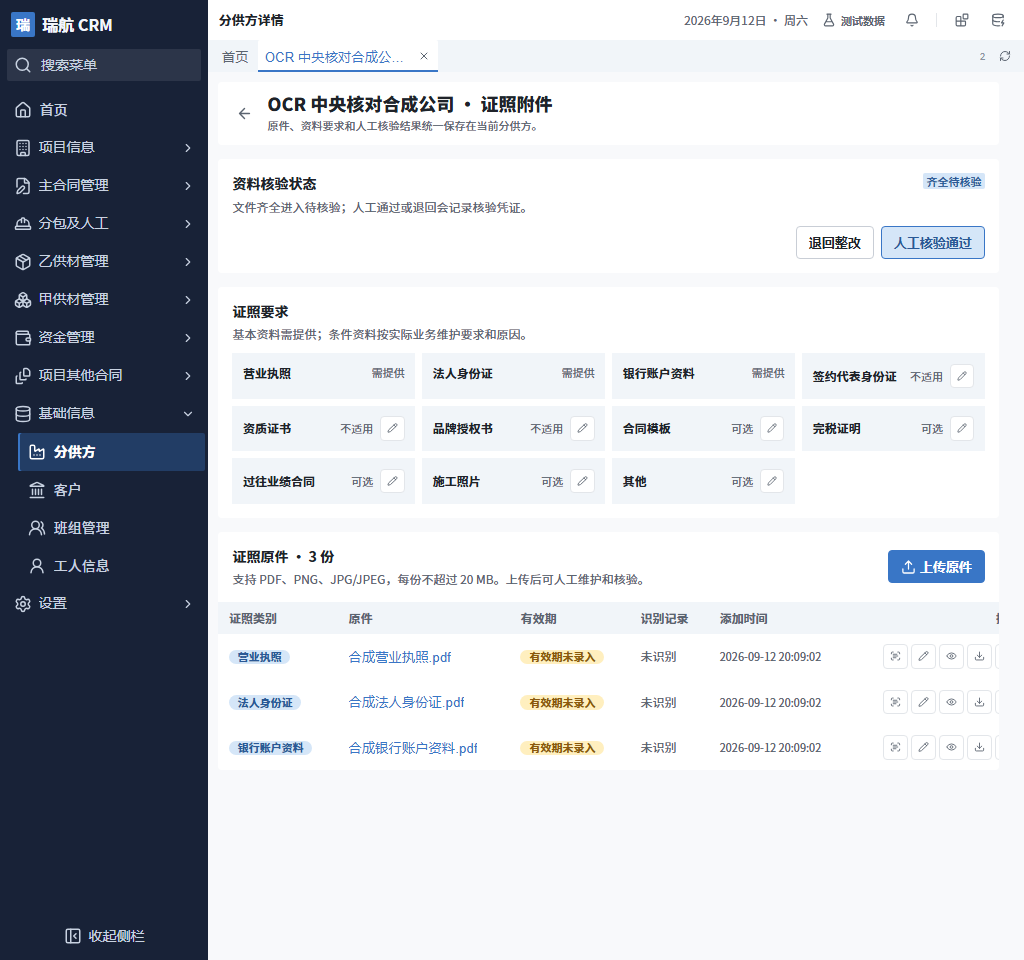 瑞 瑞航 CRM
搜索菜单
首页
项目信息
主合同管理
分包及人工
乙供材管理
甲供材管理
资金管理
项目其他合同
基础信息
分供方
客户
班组管理
工人信息
设置
收起侧栏
分供方详情
2026年9月12日 • 周六 测试数据
首页 OCR 中央核对合成公... 2
OCR 中央核对合成公司 • 证照附件
原件、资料要求和人工核验结果统一保存在当前分供方。
资料核验状态 齐全待核验
文件齐全进入待核验；人工通过或退回会记录核验凭证。
退回整改 人工核验通过
证照要求
基本资料需提供；条件资料按实际业务维护要求和原因。
营业执照 需提供 法人身份证 需提供 银行账户资料 需提供 签约代表身份证 不适用
资质证书 不适用 品牌授权书 不适用 合同模板 可选 完税证明 可选
过往业绩合同 可选 施工照片 可选 其他 可选
证照原件 • 3 份
支持 PDF、PNG、JPG/JPEG，每份不超过 20 MB。上传后可人工维护和核验。
上传原件
证照类别 原件 有效期 识别记录 添加时间
营业执照 合成营业执照.pdf 有效期未录入 未识别 2026-09-12 20:09:02
法人身份证 合成法人身份证.pdf 有效期未录入 未识别 2026-09-12 20:09:02
银行账户资料 合成银行账户资料.pdf 有效期未录入 未识别 2026-09-12 20:09:02